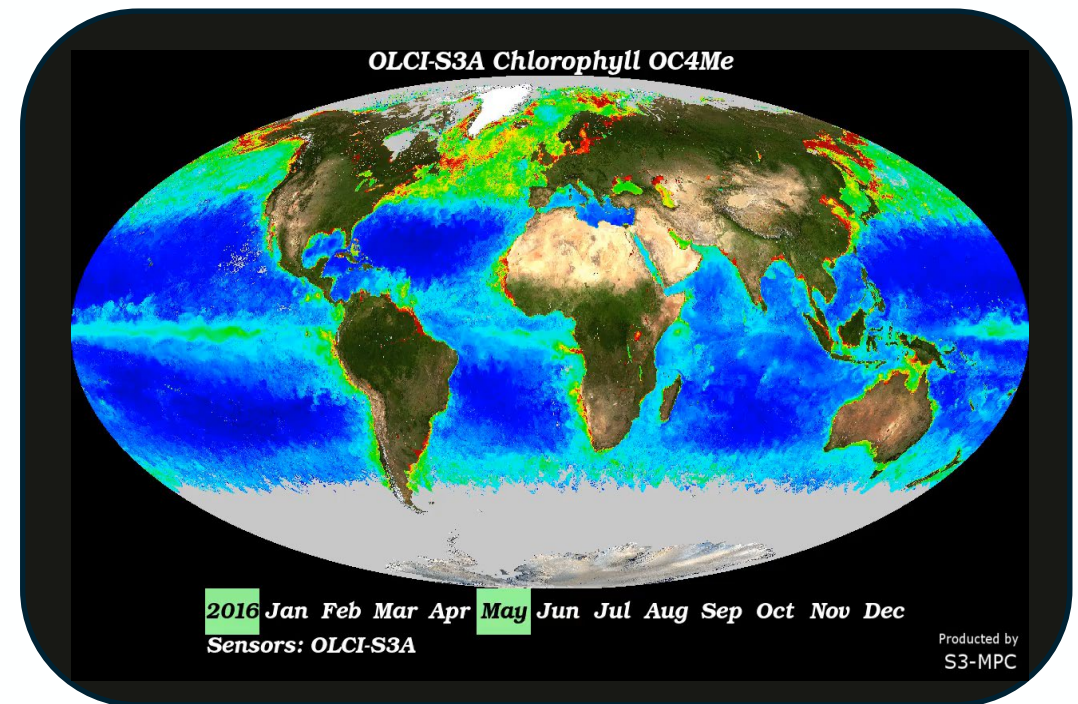 OLCI-S3A Chlorophyll OC4Me
2016 Jan Feb Mar Apr May Jun Jul Aug Sep Oct Nov Dec
Sensors: OLCI-S3A
Producted by
S3-MPC